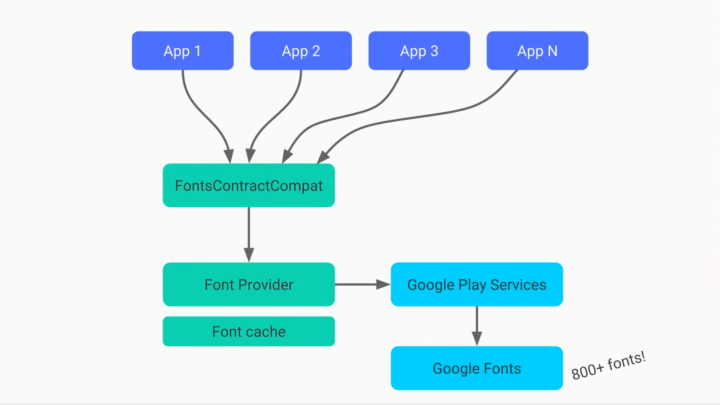 App 1
App 2
App 3
App N
FontsContractCompat
Font Provider
Google Play Services
Font cache
Google Fonts
800+ fonts!